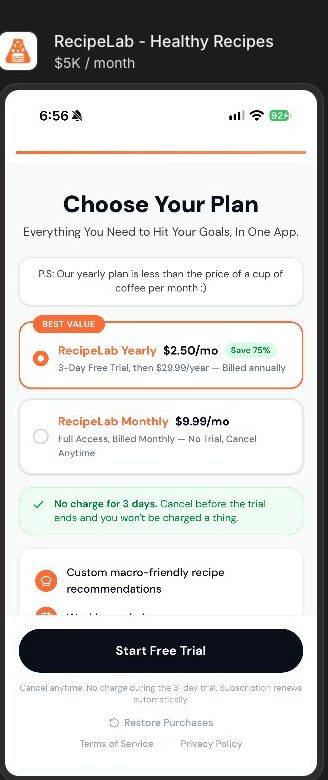 RecipeLab - Healthy Recipes
$5K / month
6:56
92
Choose Your Plan
Everything You Need to Hit Your Goals, In One App.
P.S: Our yearly plan is less than the price of a cup of
coffee per month :)
BEST VALUE
RecipeLab Yearly $2.50/mo Save 75%
3-Day Free Trial, then $29.99/year — Billed annually
RecipeLab Monthly $9.99/mo
Full Access, Billed Monthly — No Trial, Cancel
Anytime
No charge for 3 days. Cancel before the trial
ends and you won't be charged a thing.
Custom macro-friendly recipe
recommendations
Start Free Trial
Cancel anytime. No charge during the 3-day trial. Subscription renews
automatically.
Restore Purchases
Terms of Service · Privacy Policy